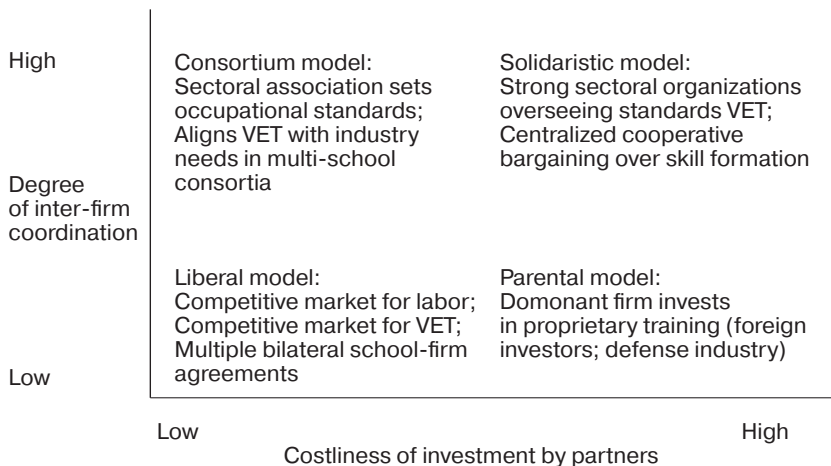 High
Consortium model:
Sectoral association sets
occupational standards;
Aligns VET with industry
needs in multi-school
consortia
Solidaristic model:
Strong sectoral organizations
overseeing standards VET;
Centralized cooperative
bargaining over skill formation
Degree
of inter-firm
coordination
Liberal model:
Competitive market for labor;
Competitive market for VET;
Multiple bilateral school-firm
agreements
Parental model:
Domonant firm invests
in proprietary training (foreign
investors; defense industry)
Low
Low
High
Costliness of investment by partners